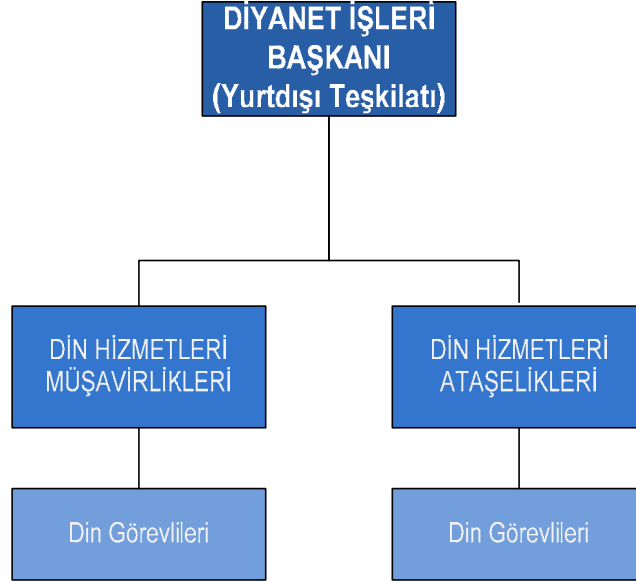 DİYANET İŞLERİ
BAŞKANI
(Yurtdışı Teşkilatı)
DİN HİZMETLERİ
MÜŞAVİRLİKLERİ
DİN HİZMETLERİ
ATAŞELİKLERİ
Din Görevlileri
Din Görevlileri